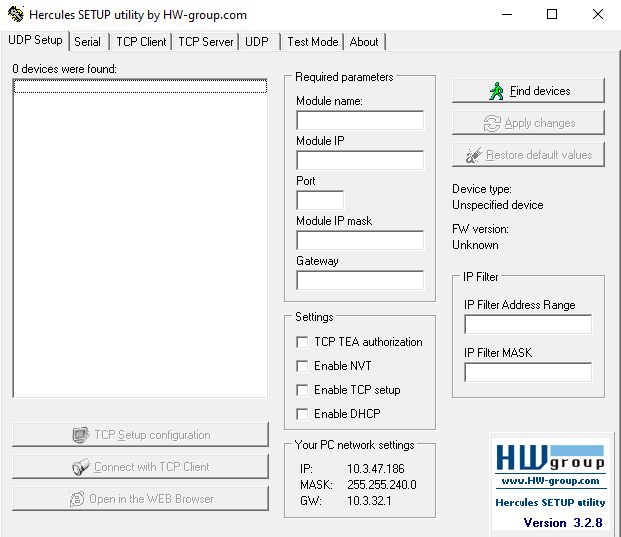 Hercules SETUP utility by HW-group.com
UDP Setup Serial TCP Client TCP Server UDP Test Mode About
0 devices were found:
Required parameters
Module name:
Module IP
Port
Module IP mask
Gateway
Settings
TCP TEA authorization
Enable NVT
Enable TCP setup
Enable DHCP
TCP Setup configuration
Connect with TCP Client
Open in the WEB Browser
Your PC network settings
IP: 10.3.47.186
MASK: 255.255.240.0
GW: 10.3.32.1
Find devices
Apply changes
Restore default values
Device type:
Unspecified device
FW version:
Unknown
IP Filter
IP Filter Address Range
IP Filter MASK
HW group
www.HW-group.com
Hercules SETUP utility
Version 3.2.8